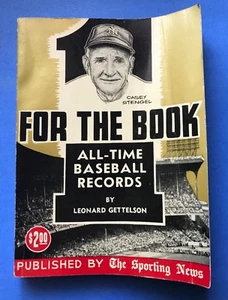 1
CASEY
STENGEL
FOR THE BOOK
ALL-TIME
BASEBALL
RECORDS
BY
LEONARD GETTELSON
$2.00
PUBLISHED BY The Sporting News